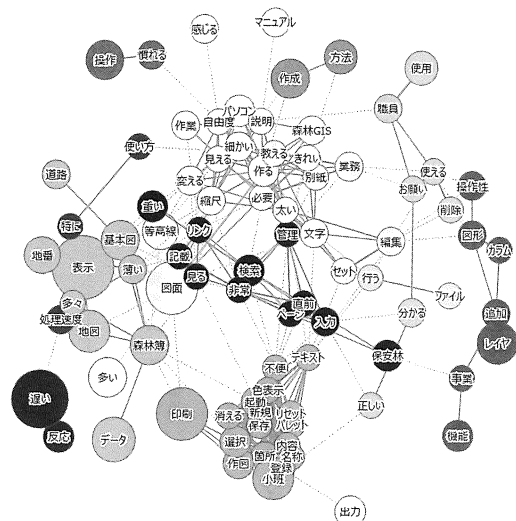 マニュアル
感じる
操作
慣れる
方法
作成
使用
パソコン
職員
作業
自由度
説明
森林GIS
細かい
使い方
見える
教える
きれい
業務
道路
変える
作る
別紙
使える
お願い
操作性
縮尺
必要
重い
太い
削除
特に
等高線
リンク
管理
文字
編集
図形
基本図
地番
記載
カラム
表示
薄い
見る
検索
セット
行う
図面
非常
ファイル
多々
直前
ページ
処理速度
入力
分かる
追加
地図
森林簿
レイヤ
不便
テキスト
保安林
多い
事業
遅い
色表示
起動
印刷
消える
新規
リセット
正しい
保存
パレット
反応
データ
選択
内容
機能
作図
箇所
名称
登録
小班
出力